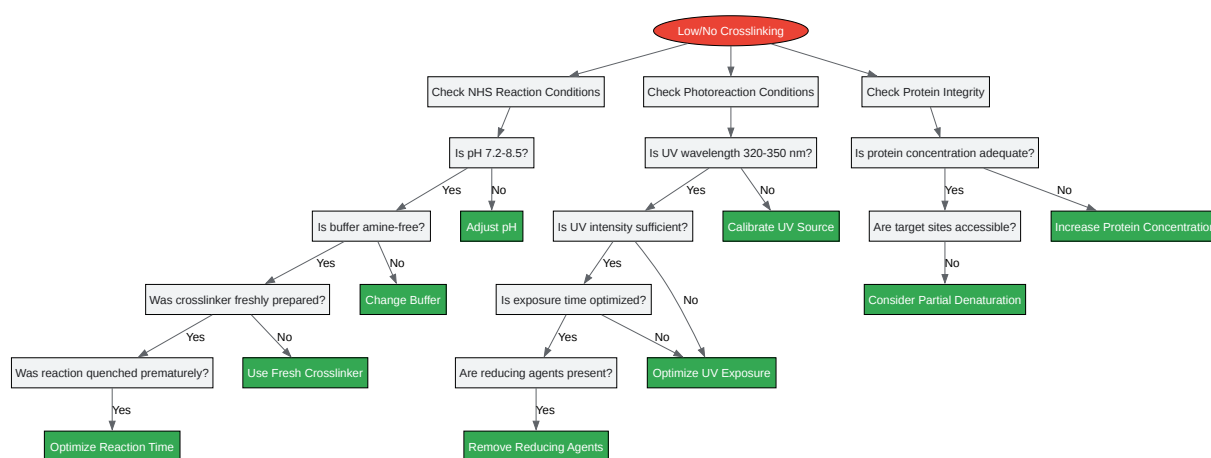 Low/No Crosslinking
Check NHS Reaction Conditions
Check Photoreaction Conditions
Check Protein Integrity
Is pH 7.2-8.5?
Is UV wavelength 320-350 nm?
Is protein concentration adequate?
Yes
No
Yes
No
Yes
No
Is buffer amine-free?
Adjust pH
Is UV intensity sufficient?
Calibrate UV Source
Are target sites accessible?
Increase Protein Concentration
Yes
No
Yes
No
No
Was crosslinker freshly prepared?
Change Buffer
Is exposure time optimized?
Consider Partial Denaturation
Yes
No
Yes
No
Was reaction quenched prematurely?
Use Fresh Crosslinker
Are reducing agents present?
Optimize UV Exposure
Yes
Yes
Optimize Reaction Time
Remove Reducing Agents